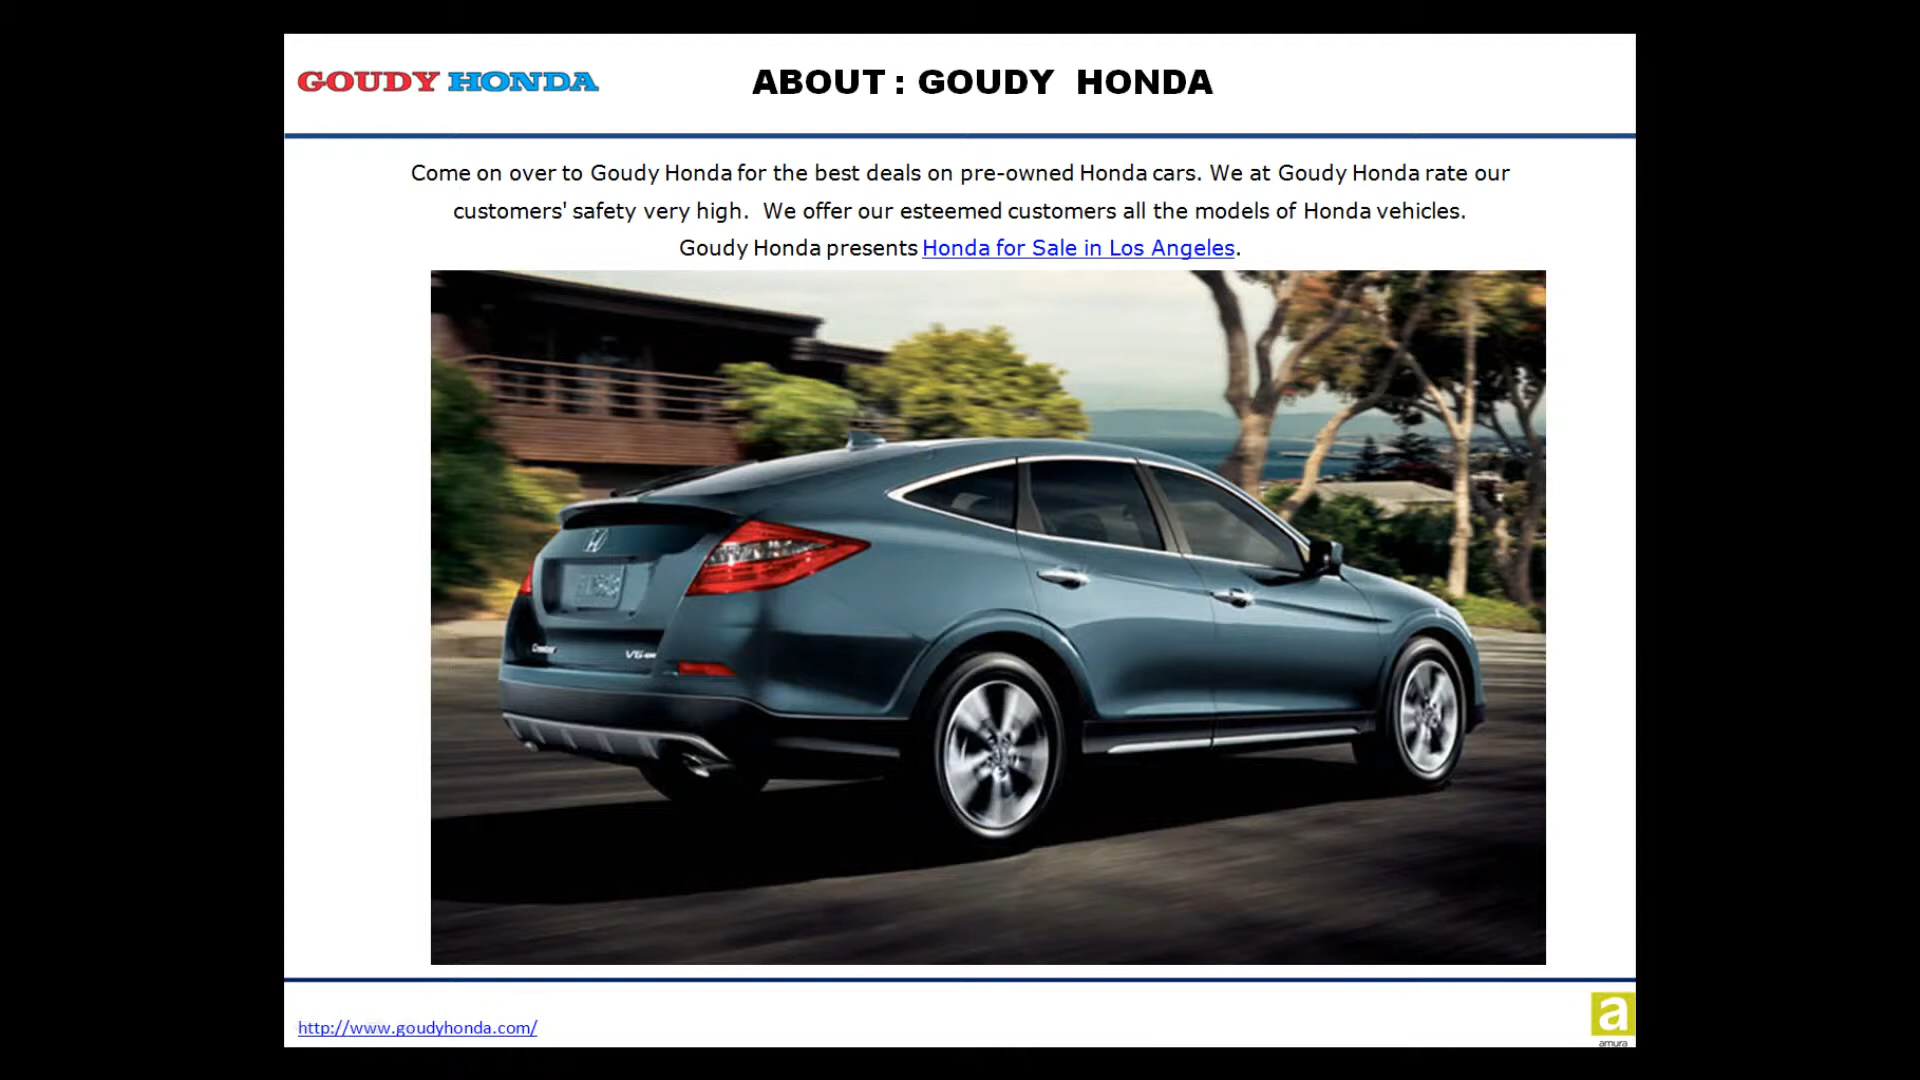 GOUDY HONDA
ABOUT : GOUDY HONDA
Come on over to Goudy Honda for the best deals on pre-owned Honda cars. We at Goudy Honda rate our
customers' safety very high. We offer our esteemed customers all the models of Honda vehicles.
Goudy Honda presents Honda for Sale in Los Angeles.
V6
http://www.goudyhonda.com/
a
amura